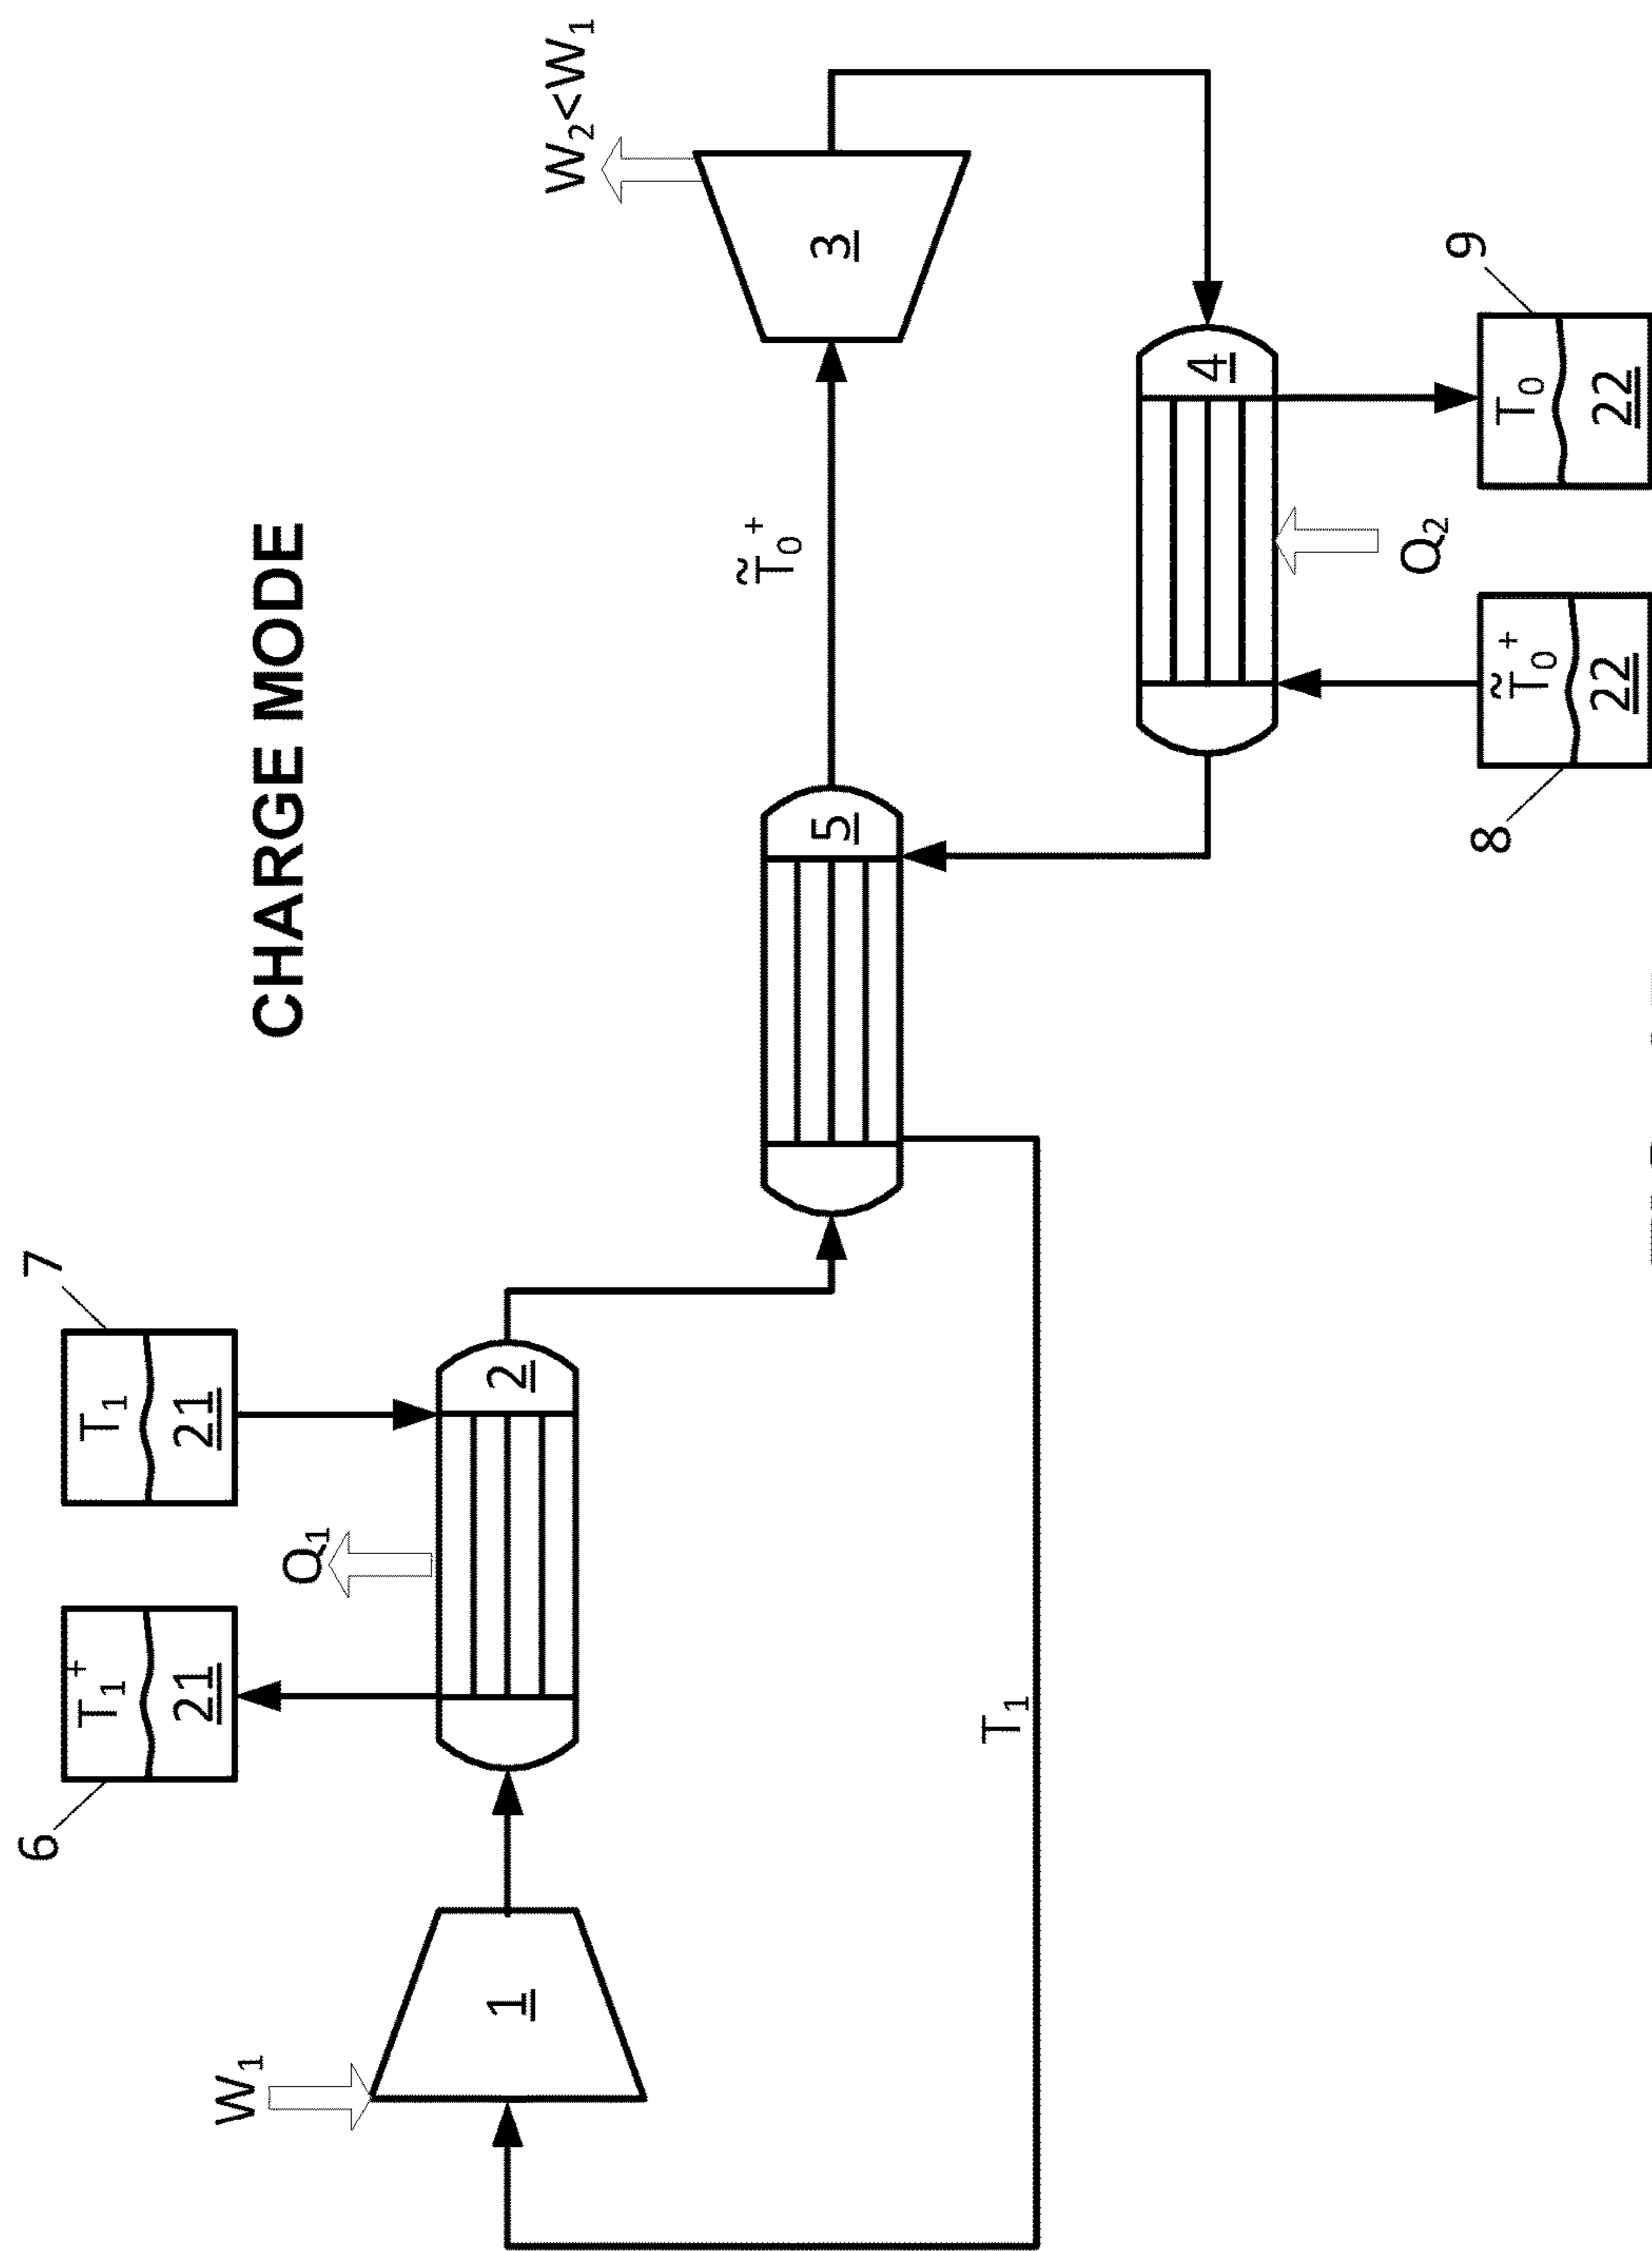 6
7
T₁⁺
T₁
21
21
W₁
CHARGE MODE
Q₁
W₂<W₁
1
2
T̃₀⁺
5
3
T₁
4
Q₂
9
8
T̃₀⁺
T₀
22
22